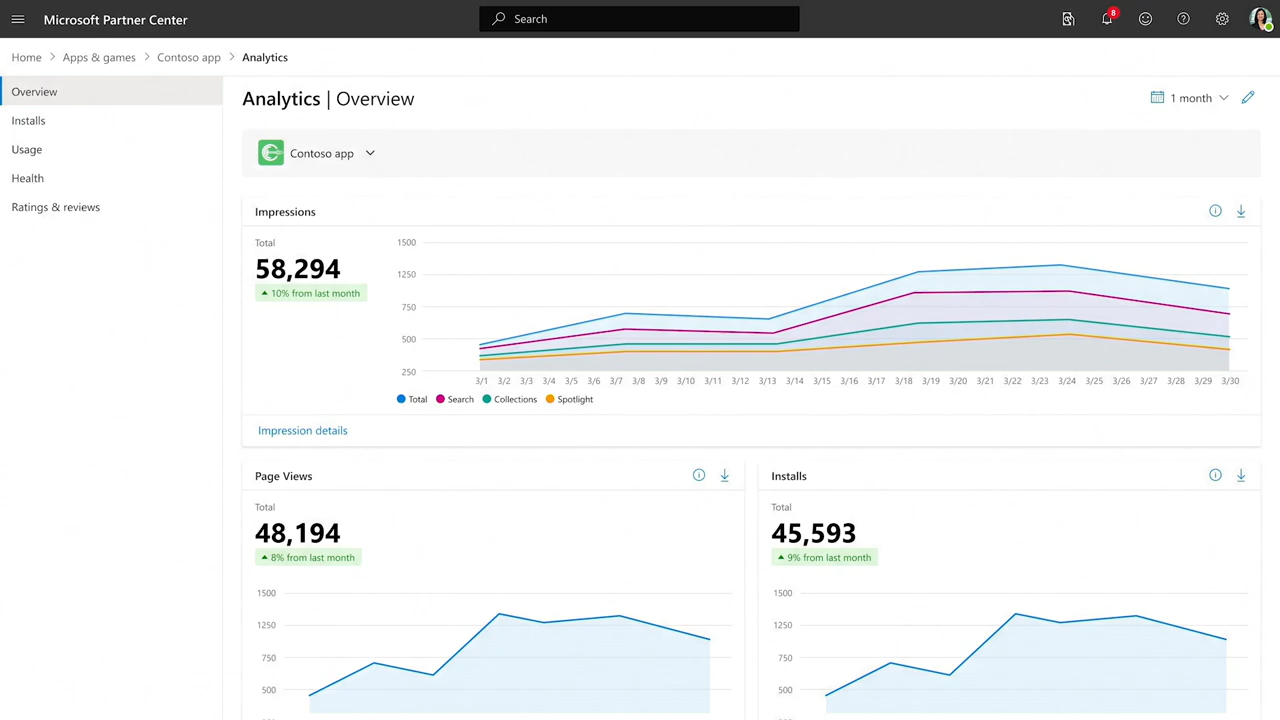 Microsoft Partner Center
Search
8
Home > Apps & games > Contoso app > Analytics
Overview
Installs
Usage
Health
Ratings & reviews
Analytics | Overview
1 month
Contoso app
Impressions
Total
58,294
10% from last month
1500
1250
750
500
250
3/1 3/2 3/3 3/4 3/5 3/6 3/7 3/8 3/9 3/10 3/11 3/12 3/13 3/14 3/15 3/16 3/17 3/18 3/19 3/20 3/21 3/22 3/23 3/24 3/25 3/26 3/27 3/28 3/29 3/30
Total Search Collections Spotlight
Impression details
Page Views
Total
48,194
8% from last month
1500
1250
750
500
Installs
Total
45,593
9% from last month
1500
1250
750
500